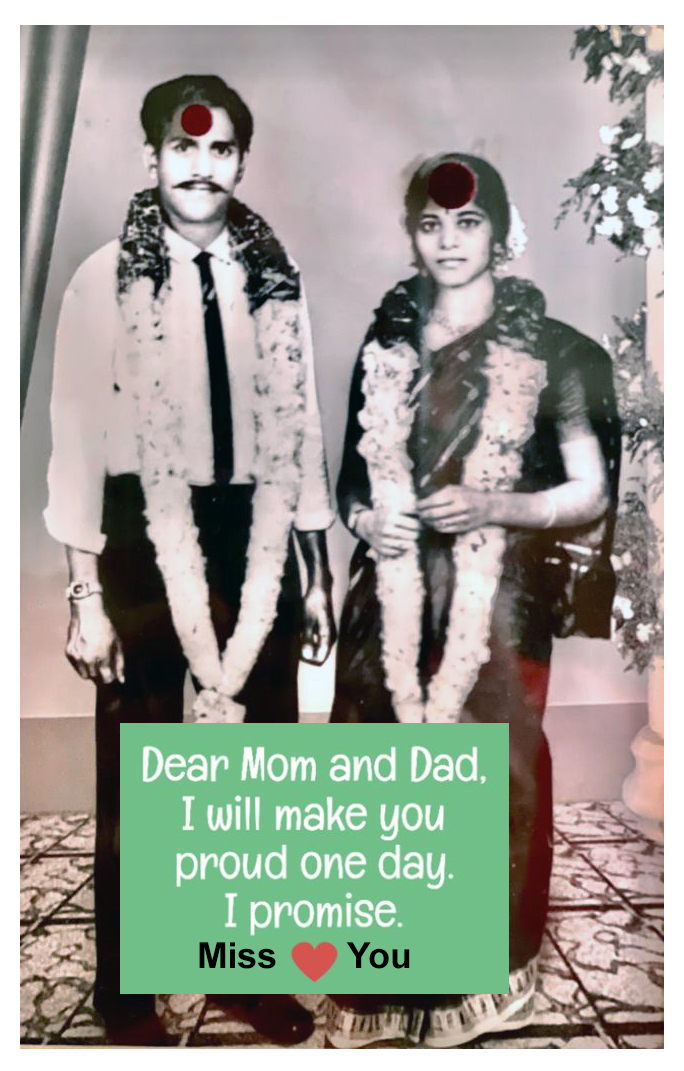 Dear Mom and Dad,
I will make you
proud one day.
I promise.
Miss ❤ You